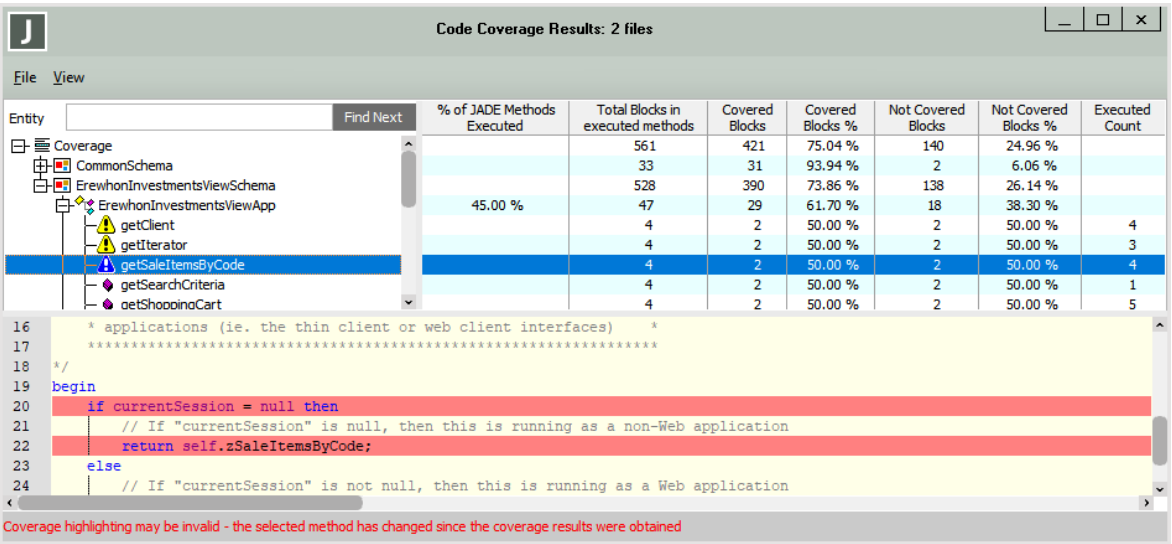 J
Code Coverage Results: 2 files
File View
Entity Find Next % of JADE Methods Executed Total Blocks in executed methods Covered Blocks Covered Blocks % Not Covered Blocks Not Covered Blocks % Executed Count
Coverage 561 421 75.04 % 140 24.96 %
CommonSchema 33 31 93.94 % 2 6.06 %
ErewhonInvestmentsViewSchema 528 390 73.86 % 138 26.14 %
ErewhonInvestmentsViewApp 45.00 % 47 29 61.70 % 18 38.30 %
getClient 4 2 50.00 % 2 50.00 % 4
getIterator 4 2 50.00 % 2 50.00 % 3
getSaleItemsByCode 4 2 50.00 % 2 50.00 % 4
getSearchCriteria 4 2 50.00 % 2 50.00 % 1
getShoppingCart 4 2 50.00 % 2 50.00 % 5
16 * applications (ie. the thin client or web client interfaces) *
17 ******************************************************************
18 */
19 begin
20 if currentSession = null then
21 // If "currentSession" is null, then this is running as a non-Web application
22 return self.zSaleItemsByCode;
23 else
24 // If "currentSession" is not null, then this is running as a Web application
Coverage highlighting may be invalid - the selected method has changed since the coverage results were obtained